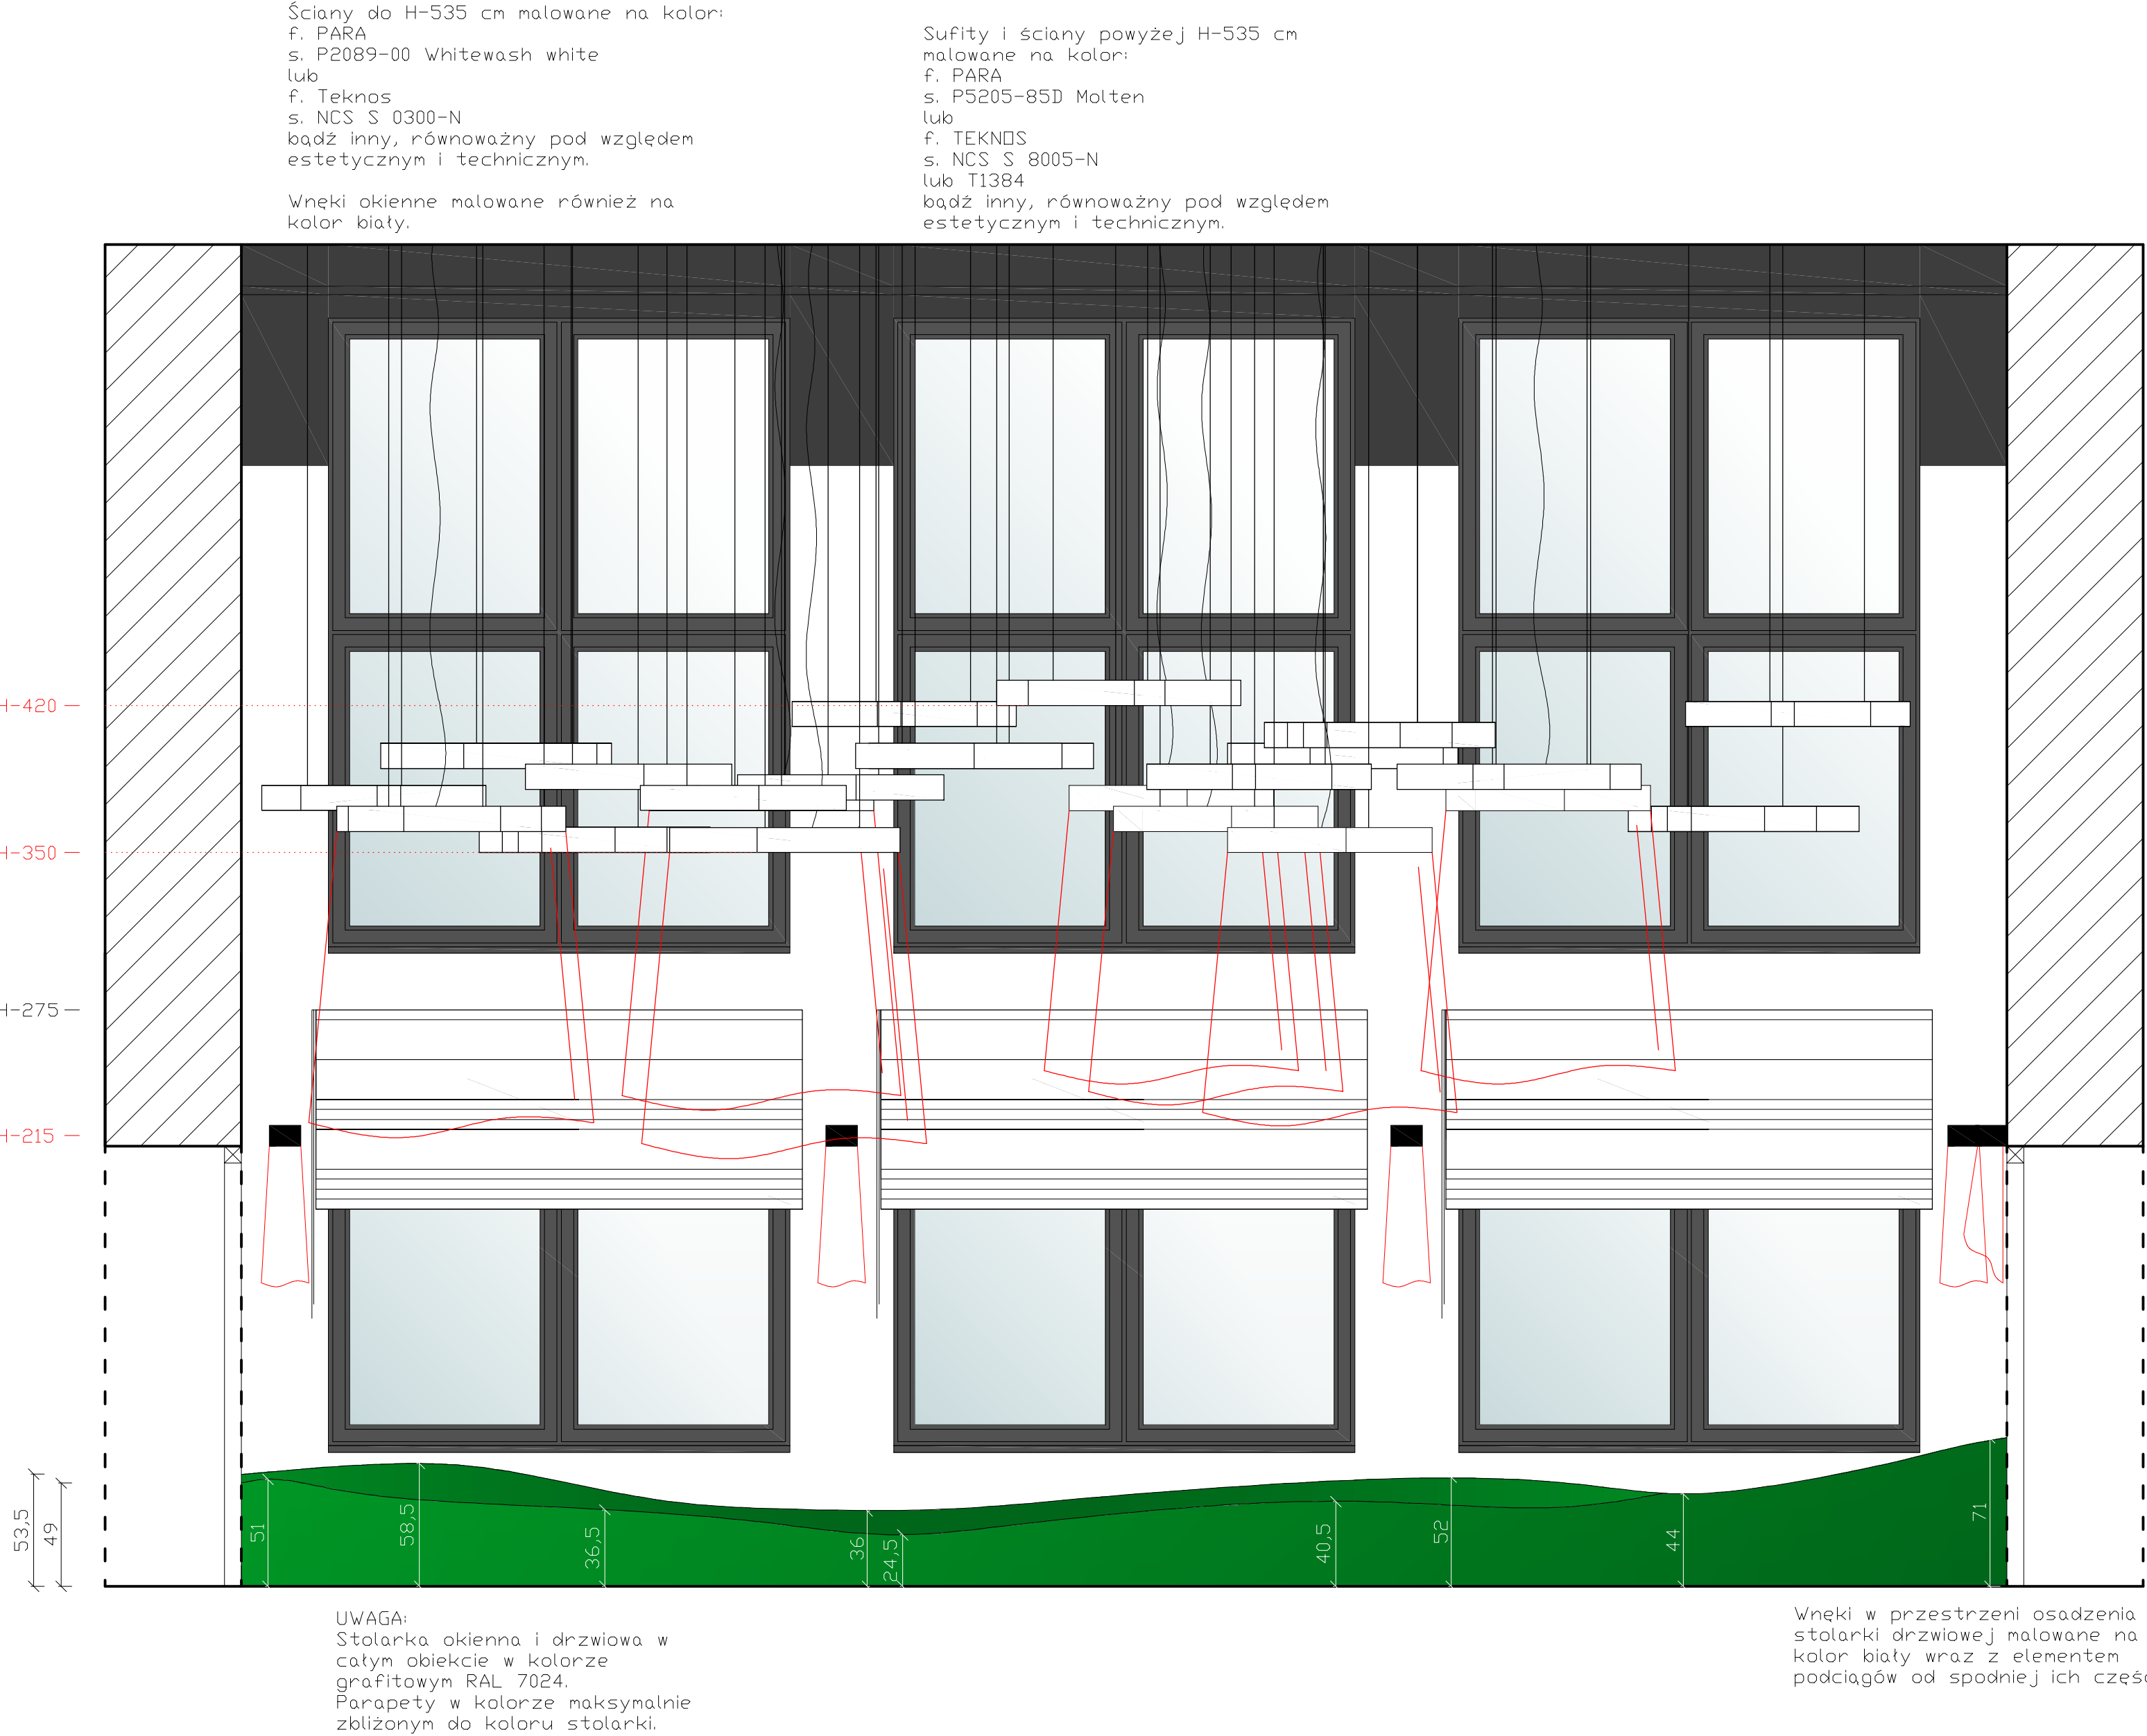 Ściany do H-535 cm malowane na kolor:
f. PARA
s. P2089-00 Whitewash white
lub
f. Teknos
s. NCS S 0300-N
bądź inny, równoważny pod względem
estetycznym i technicznym.
Wnęki okienne malowane również na
kolor biały.
Sufity i ściany powyżej H-535 cm
malowane na kolor:
f. PARA
s. P5205-85D Molten
lub
f. TEKN□S
s. NCS S 8005-N
lub T1384
bądź inny, równoważny pod względem
estetycznym i technicznym.
H-420
H-350
H-275
H-215
53,5
49
51
58,5
36,5
36
24,5
40,5
52
44
71
UWAGA:
Stolarka okienna i drzwiowa w
całym obiekcie w kolorze
grafitowym RAL 7024.
Parapety w kolorze maksymalnie
zbliżonym do koloru stolarki.
Wnęki w przestrzeni osadzenia
stolarki drzwiowej malowane na
kolor biały wraz z elementem
podciągów od spodniej ich częśc